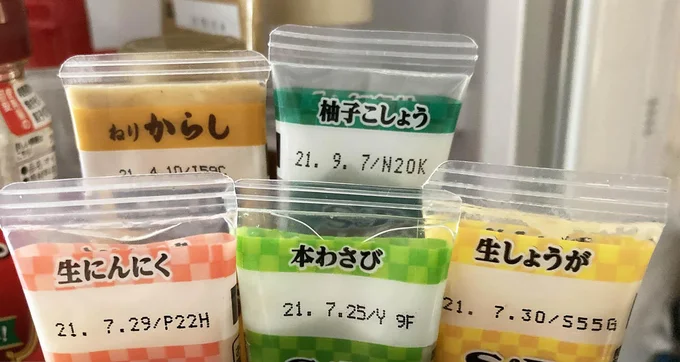 ねりからし
柚子こしょう
21. 9. 7/N20K
生にんにく
本わさび
生しょうが
21. 7.29/P22H
21. 7.25/Y 9F
21. 7.30/S55G